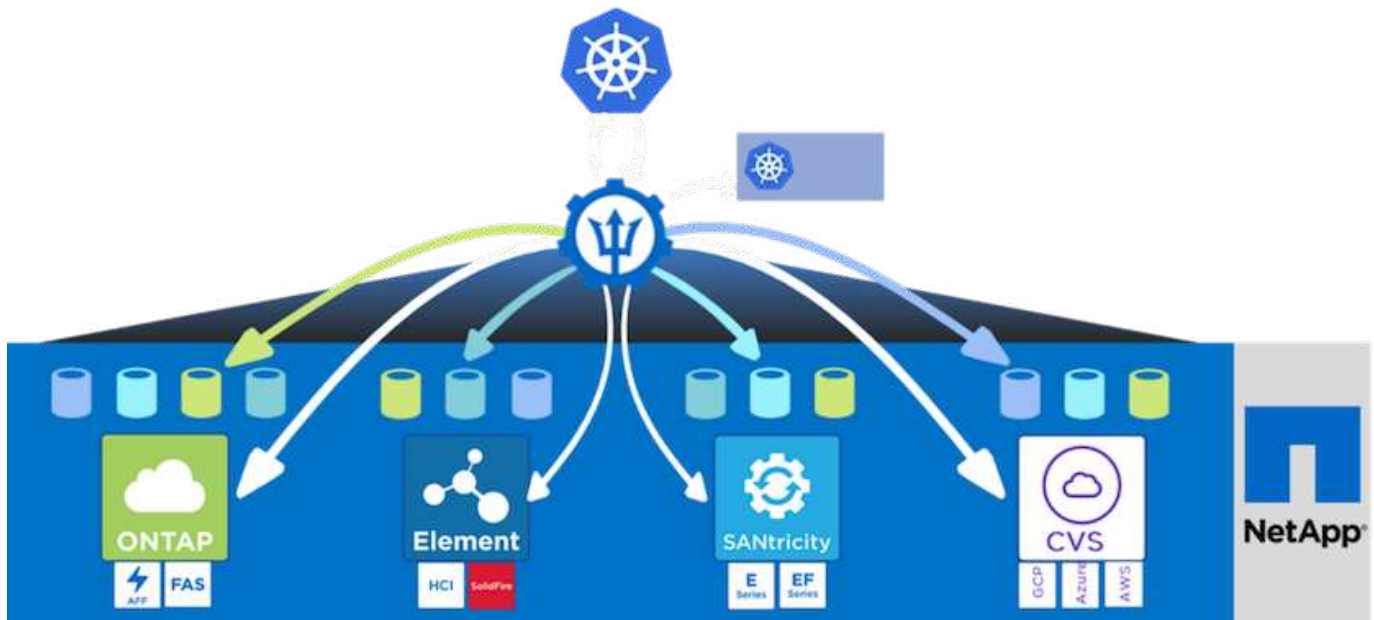 ONTAP
AFF
FAS
Element
HCI
SolidFire
SANtricity
E
Series
EF
Series
CVS
GCP
Azure
AWS
NetApp®